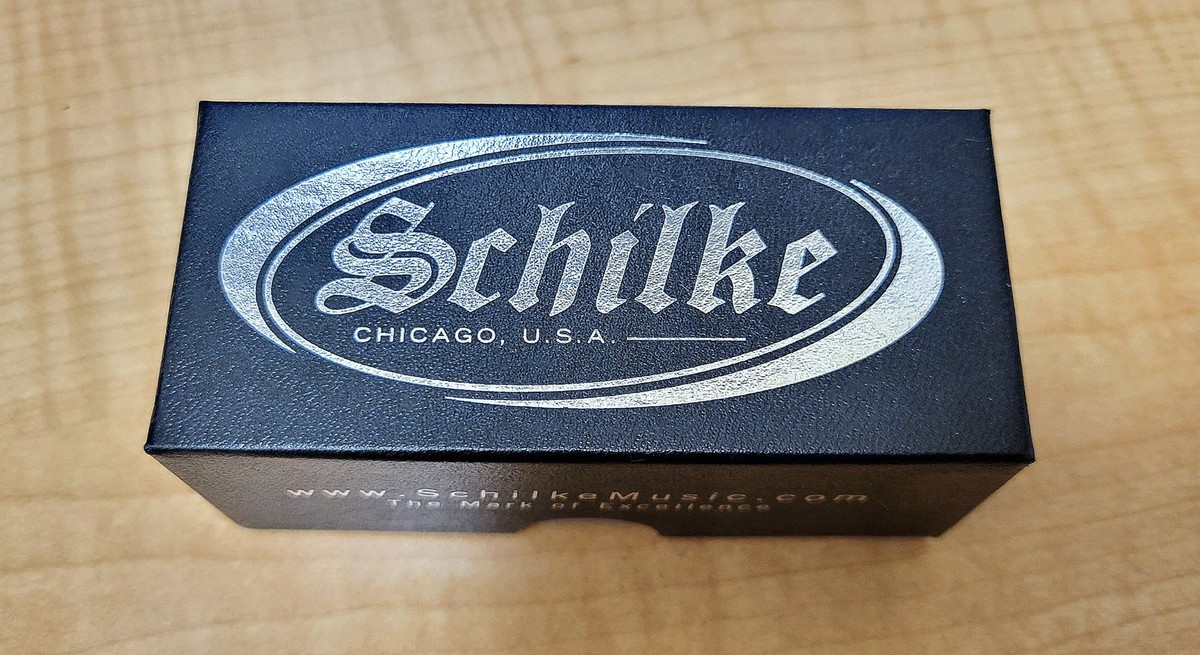 Schilke
CHICAGO, U.S.A.
www.SchilkeMusic.com
The Mark of Excellence